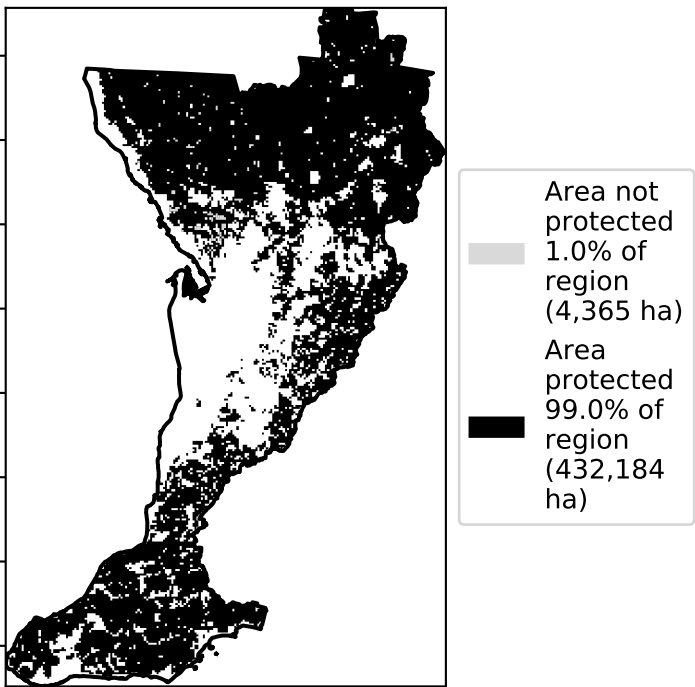 Area not
protected
1.0% of
region
(4,365 ha)
Area
protected
99.0% of
region
(432,184
ha)